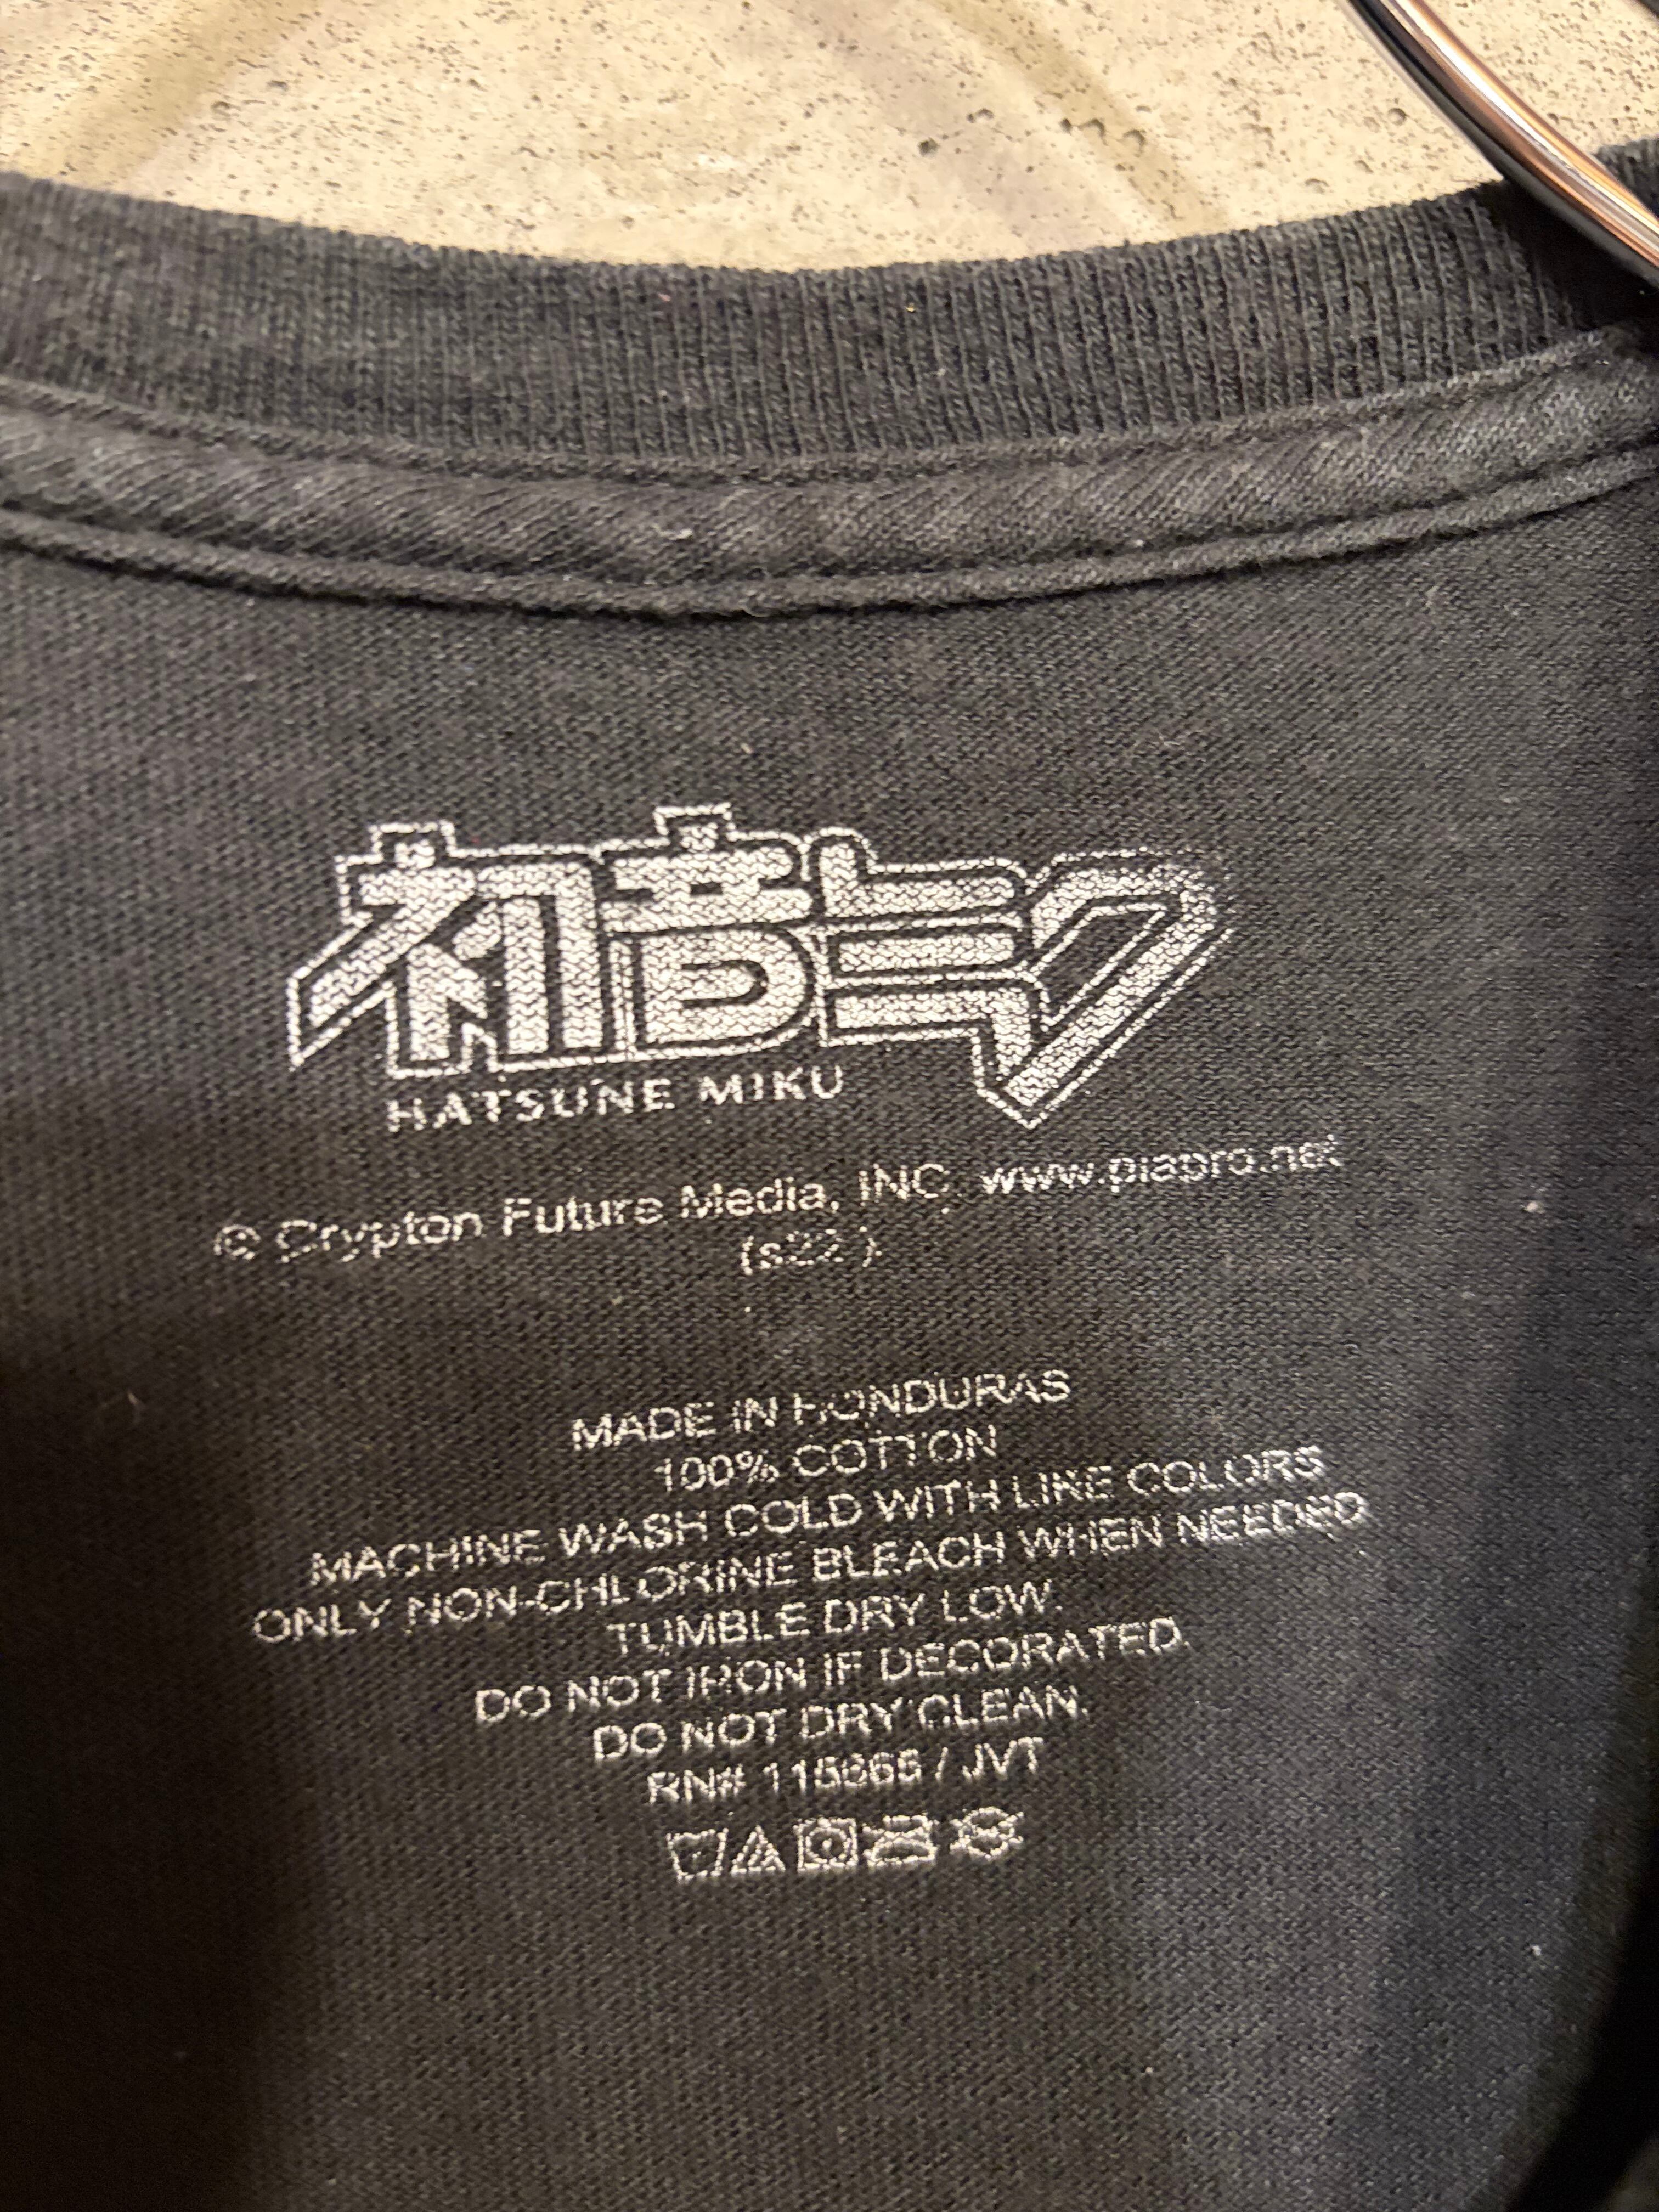 初音ミク
HATSUNE MIKU
© Crypton Future Media, INC. www.piapro.net
MADE IN HONDURAS
100% COTTON
MACHINE WASH COLD WITH LIKE COLORS
ONLY NON-CHLORINE BLEACH WHEN NEEDED
TUMBLE DRY LOW.
DO NOT IRON IF DECORATED.
DO NOT DRY CLEAN.
RN# / JVT